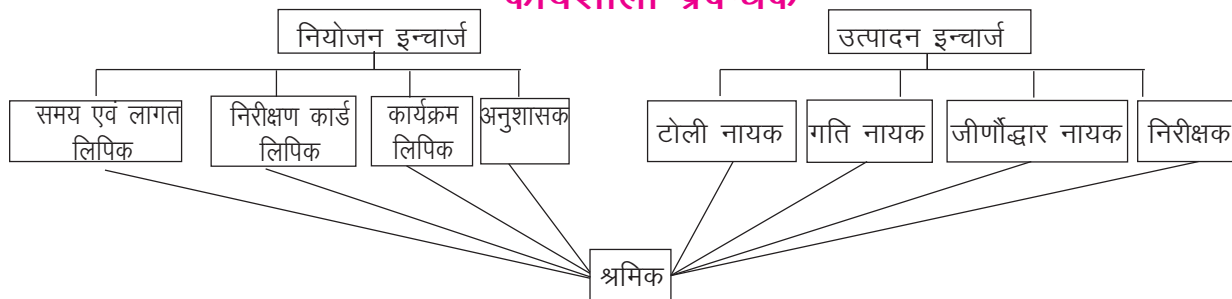 नियोजन इन्चार्ज
उत्पादन इन्चार्ज
समय एवं लागत
लिपिक
निरीक्षण कार्ड
लिपिक
कार्यक्रम
लिपिक
अनुशासक
टोली नायक
गति नायक
जीर्णोद्धार नायक
निरीक्षक
श्रमिक